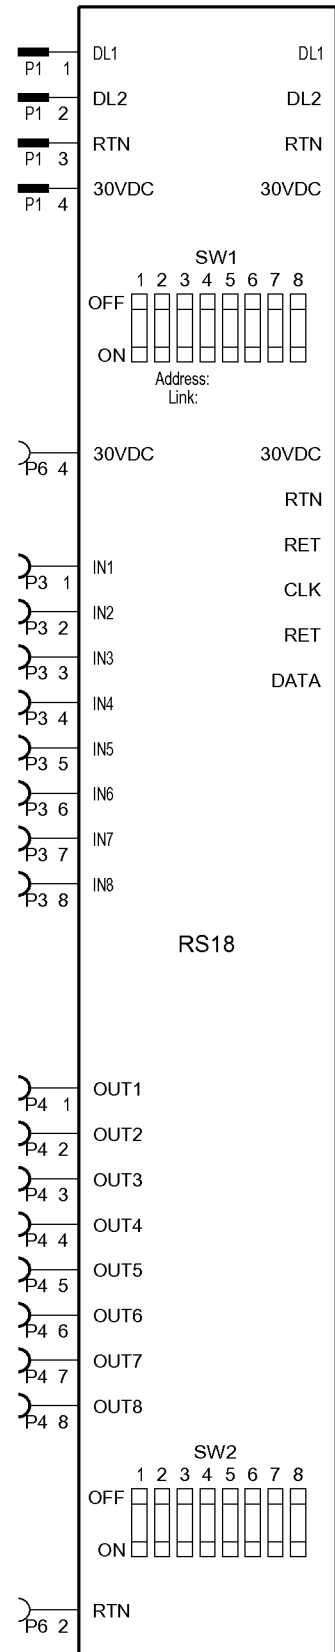 DL1 DL1
P1 1
DL2 DL2
P1 2
RTN RTN
P1 3
30VDC 30VDC
P1 4
SW1
1 2 3 4 5 6 7 8
OFF
ON
Address:
Link:
30VDC 30VDC
P6 4
RTN
RET
IN1
P3 1
CLK
IN2
P3 2
RET
IN3
P3 3
DATA
IN4
P3 4
IN5
P3 5
IN6
P3 6
IN7
P3 7
IN8
P3 8
RS18
OUT1
P4 1
OUT2
P4 2
OUT3
P4 3
OUT4
P4 4
OUT5
P4 5
OUT6
P4 6
OUT7
P4 7
OUT8
P4 8
SW2
1 2 3 4 5 6 7 8
OFF
ON
RTN
P6 2